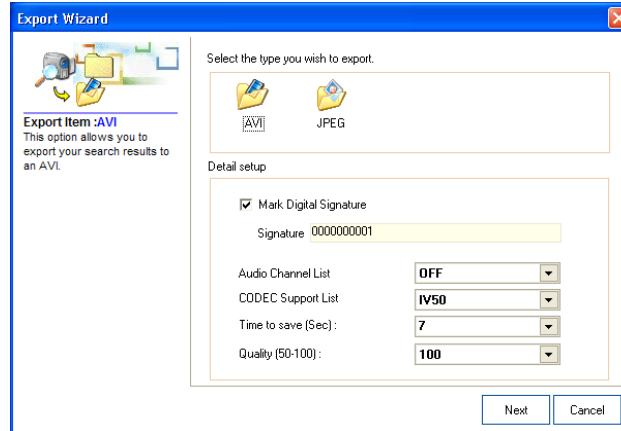 Export Wizard
Select the type you wish to export.
AVI
JPEG
Export Item :AVI
This option allows you to
export your search results to
an AVI.
Detail setup
Mark Digital Signature
Signature 0000000001
Audio Channel List OFF
CODEC Support List IV50
Time to save (Sec) : 7
Quality (50-100) : 100
Next Cancel